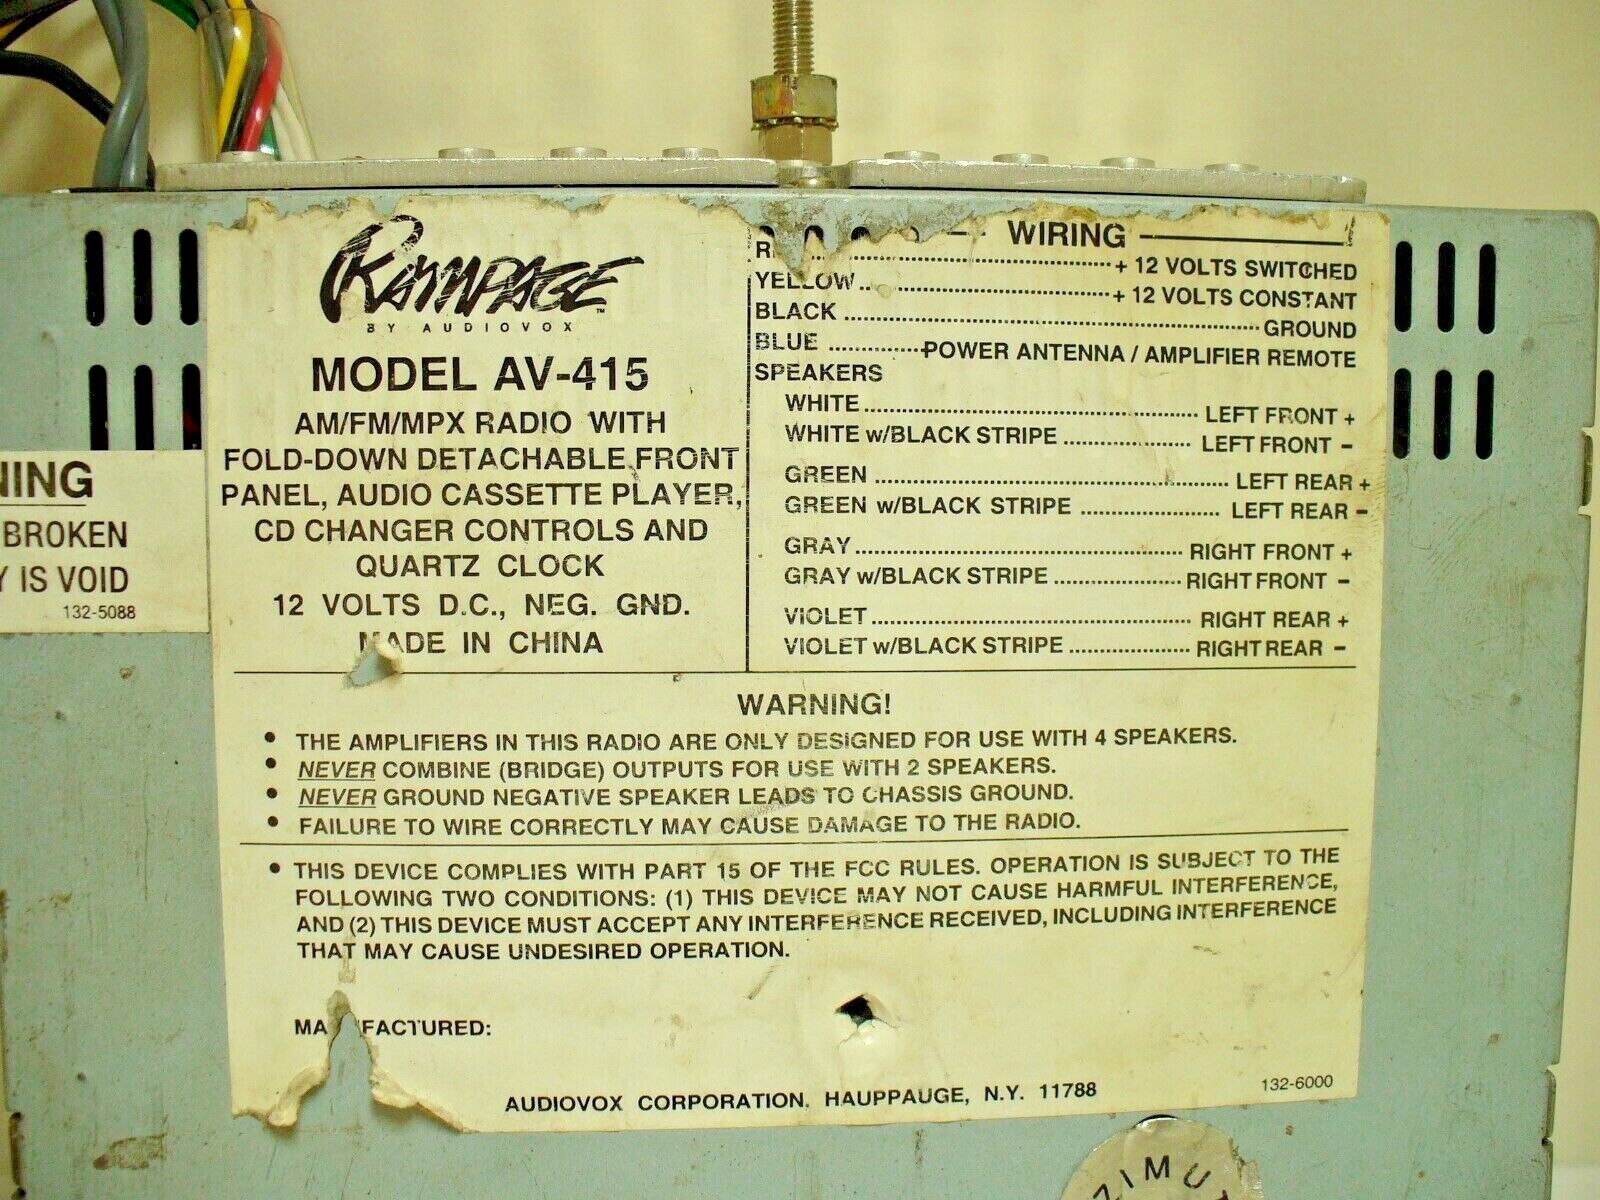 RAMPAGE™
BY AUDIOVOX
MODEL AV-415
AM/FM/MPX RADIO WITH
FOLD-DOWN DETACHABLE FRONT
PANEL, AUDIO CASSETTE PLAYER,
CD CHANGER CONTROLS AND
QUARTZ CLOCK
12 VOLTS D.C., NEG. GND.
MADE IN CHINA
WIRING
+ 12 VOLTS SWITCHED
YELLOW .. + 12 VOLTS CONSTANT
BLACK ........ GROUND
BLUE ........ POWER ANTENNA / AMPLIFIER REMOTE
SPEAKERS
WHITE ........ LEFT FRONT +
WHITE w/BLACK STRIPE ........ LEFT FRONT −
GREEN ........ LEFT REAR +
GREEN w/BLACK STRIPE ........ LEFT REAR −
GRAY ........ RIGHT FRONT +
GRAY w/BLACK STRIPE ........ RIGHT FRONT −
VIOLET ........ RIGHT REAR +
VIOLET w/BLACK STRIPE ........ RIGHT REAR −
WARNING!
• THE AMPLIFIERS IN THIS RADIO ARE ONLY DESIGNED FOR USE WITH 4 SPEAKERS.
• NEVER COMBINE (BRIDGE) OUTPUTS FOR USE WITH 2 SPEAKERS.
• NEVER GROUND NEGATIVE SPEAKER LEADS TO CHASSIS GROUND.
• FAILURE TO WIRE CORRECTLY MAY CAUSE DAMAGE TO THE RADIO.
• THIS DEVICE COMPLIES WITH PART 15 OF THE FCC RULES. OPERATION IS SUBJECT TO THE
FOLLOWING TWO CONDITIONS: (1) THIS DEVICE MAY NOT CAUSE HARMFUL INTERFERENCE,
AND (2) THIS DEVICE MUST ACCEPT ANY INTERFERENCE RECEIVED, INCLUDING INTERFERENCE
THAT MAY CAUSE UNDESIRED OPERATION.
MANUFACTURED:
AUDIOVOX CORPORATION. HAUPPAUGE, N.Y. 11788
132-6000
NING
BROKEN
Y IS VOID
132-5088
ZIMUT